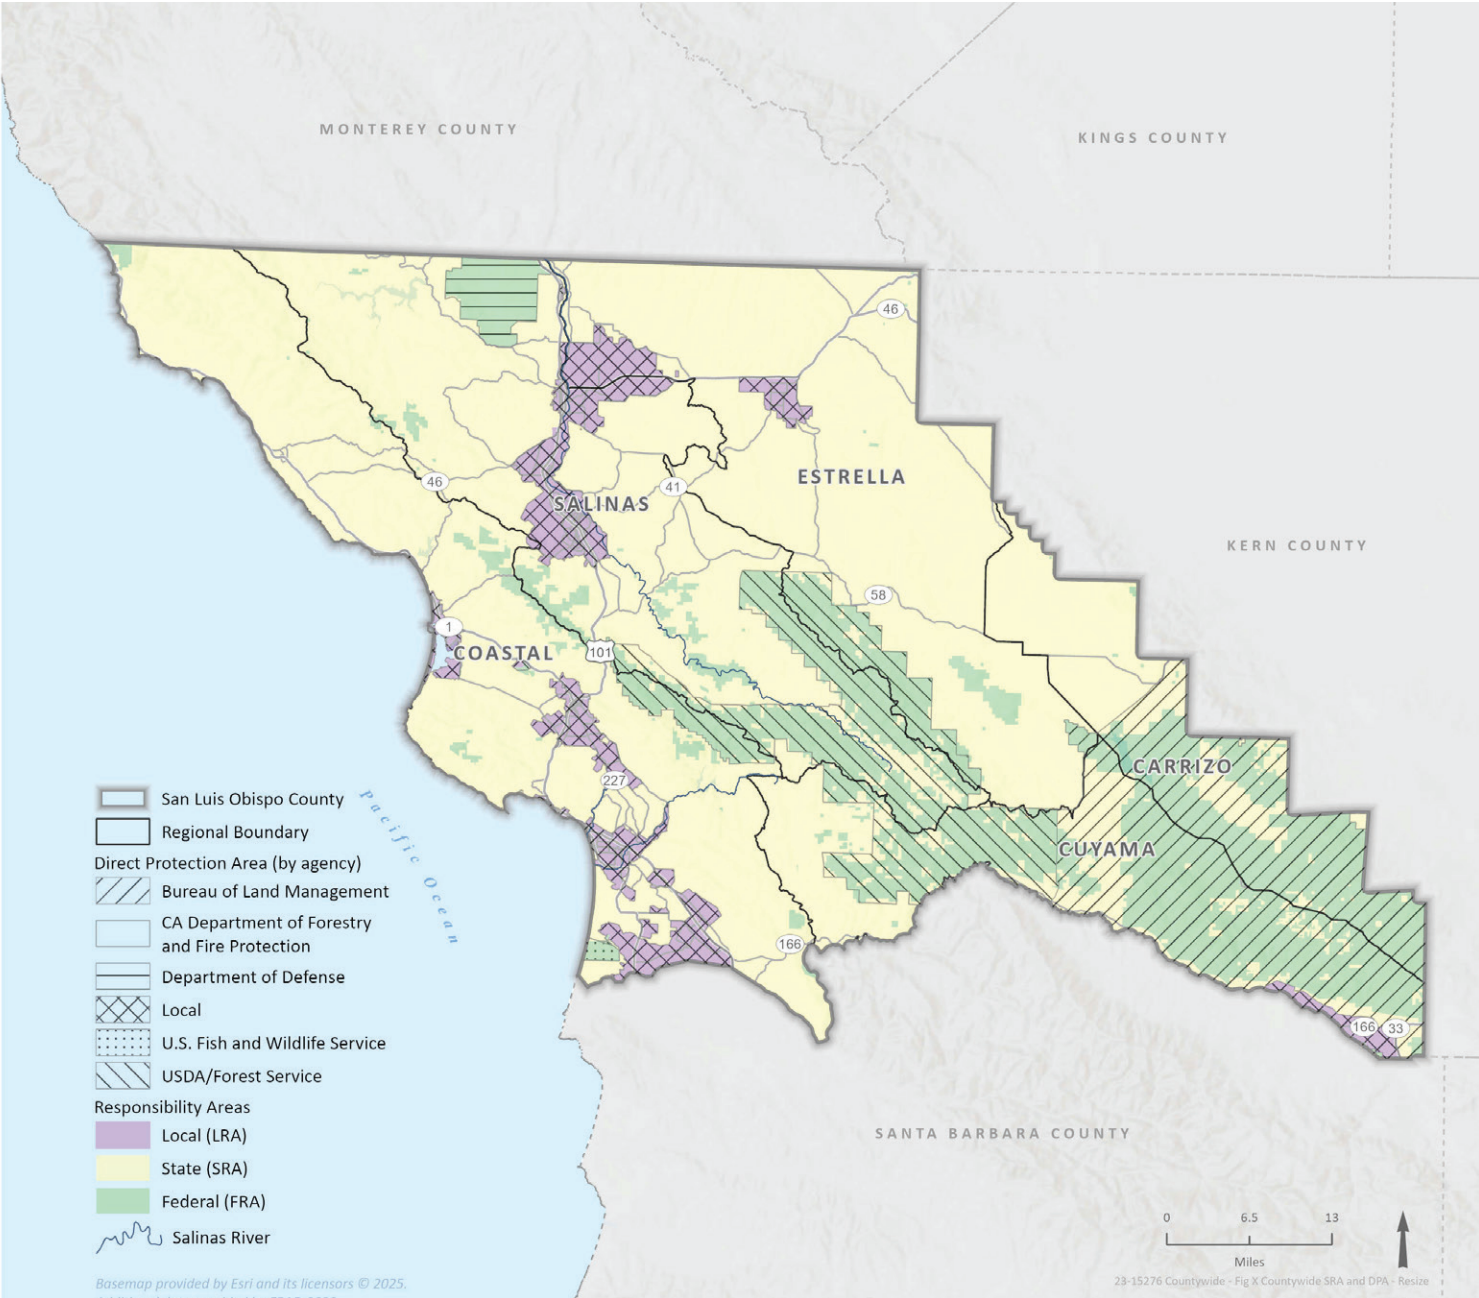 MONTEREY COUNTY
KINGS COUNTY
46
ESTRELLA
46
41
SALINAS
KERN COUNTY
58
1
COASTAL
101
CARRIZO
227
Pacific Ocean
CUYAMA
166
166
33
San Luis Obispo County
Regional Boundary
Direct Protection Area (by agency)
Bureau of Land Management
CA Department of Forestry
and Fire Protection
Department of Defense
Local
U.S. Fish and Wildlife Service
USDA/Forest Service
Responsibility Areas
Local (LRA)
State (SRA)
Federal (FRA)
Salinas River
SANTA BARBARA COUNTY
0 6.5 13
Miles
23-15276 Countywide - Fig X Countywide SRA and DPA - Resize
Basemap provided by Esri and its licensors © 2025.